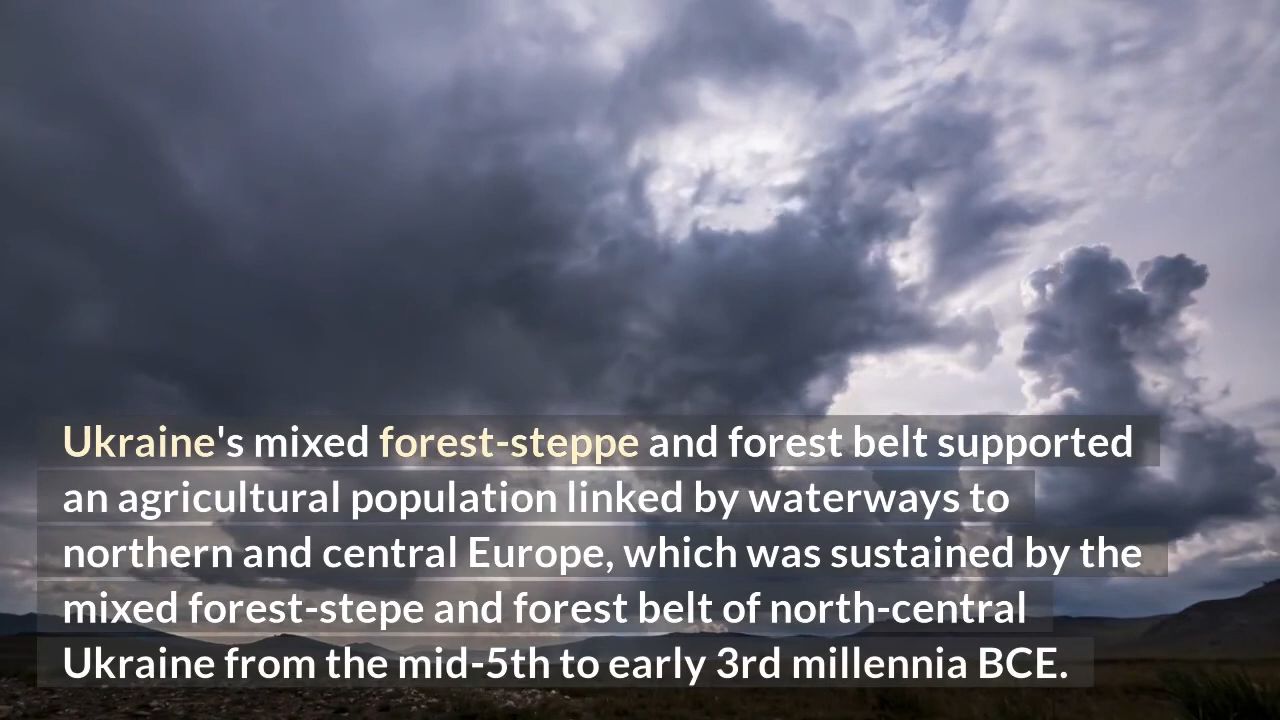 Ukraine's mixed forest-steppe and forest belt supported
an agricultural population linked by waterways to
northern and central Europe, which was sustained by the
mixed forest-stepe and forest belt of north-central
Ukraine from the mid-5th to early 3rd millennia BCE.